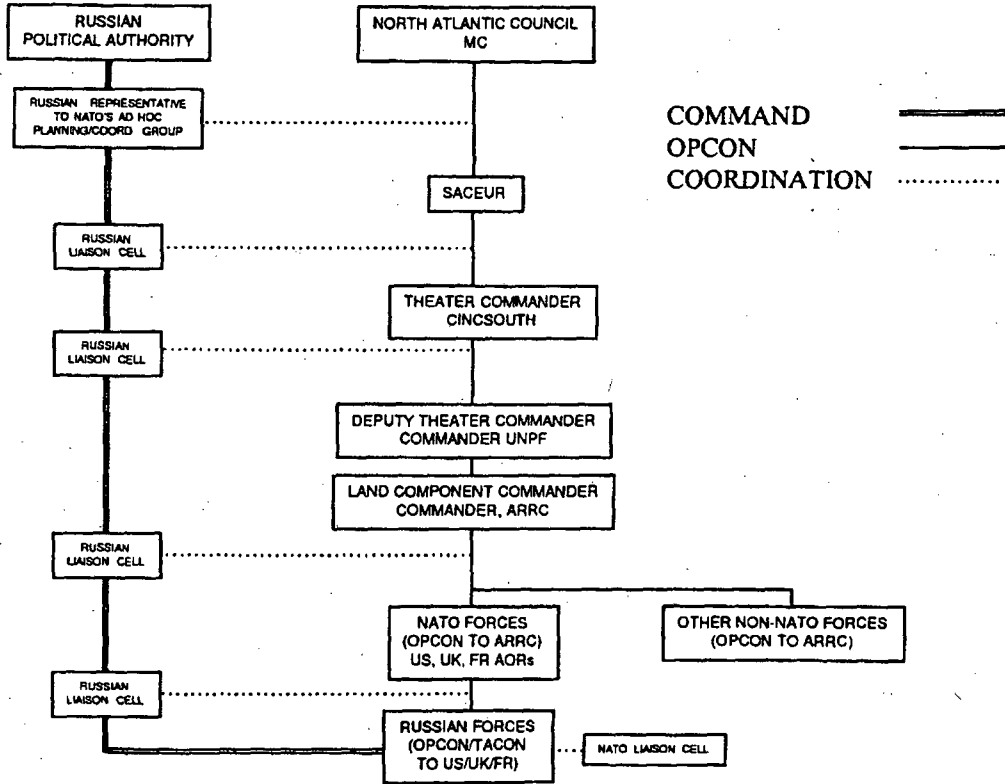 RUSSIAN
POLITICAL AUTHORITY
NORTH ATLANTIC COUNCIL
MC
RUSSIAN REPRESENTATIVE
TO NATO'S AD HOC
PLANNING/COORD GROUP
COMMAND
OPCON
COORDINATION
SACEUR
RUSSIAN
LIAISON CELL
THEATER COMMANDER
CINCSOUTH
RUSSIAN
LIAISON CELL
DEPUTY THEATER COMMANDER
COMMANDER UNPF
LAND COMPONENT COMMANDER
COMMANDER, ARRC
RUSSIAN
LIAISON CELL
NATO FORCES
(OPCON TO ARRC)
US, UK, FR AORs
OTHER NON-NATO FORCES
(OPCON TO ARRC)
RUSSIAN
LIAISON CELL
RUSSIAN FORCES
(OPCON/TACON
TO US/UK/FR)
NATO LIAISON CELL